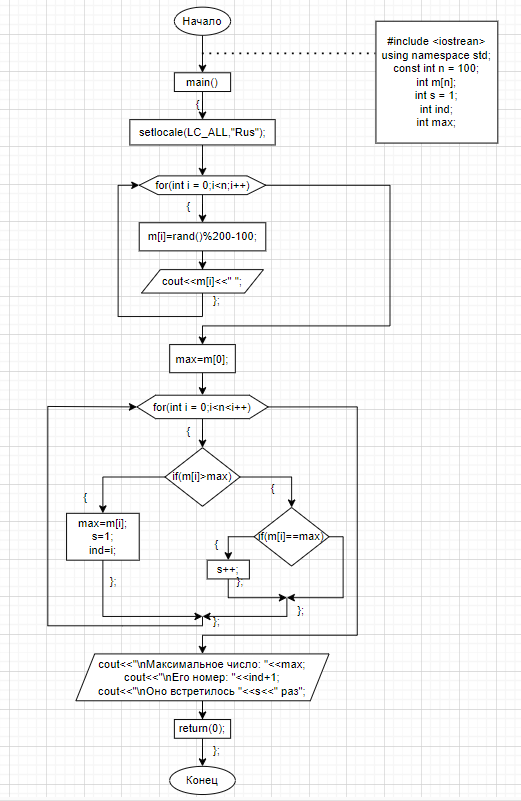 Начало
#include <iostrean>
using namespace std;
const int n = 100;
int m[n];
int s = 1;
int ind;
int max;
main()
{
setlocale(LC_ALL,"Rus");
for(int i = 0;i<n;i++)
{
m[i]=rand()%200-100;
cout<<m[i]<<" ";
};
max=m[0];
for(int i = 0;i<n<i++)
{
if(m[i]>max)
{
{
max=m[i];
s=1;
ind=i;
};
if(m[i]==max)
{
s++;
};
};
};
cout<<"\nМаксимальное число: "<<max;
cout<<"\nЕго номер: "<<ind+1;
cout<<"\nОно встретилось "<<s<<" раз";
return(0);
};
Конец